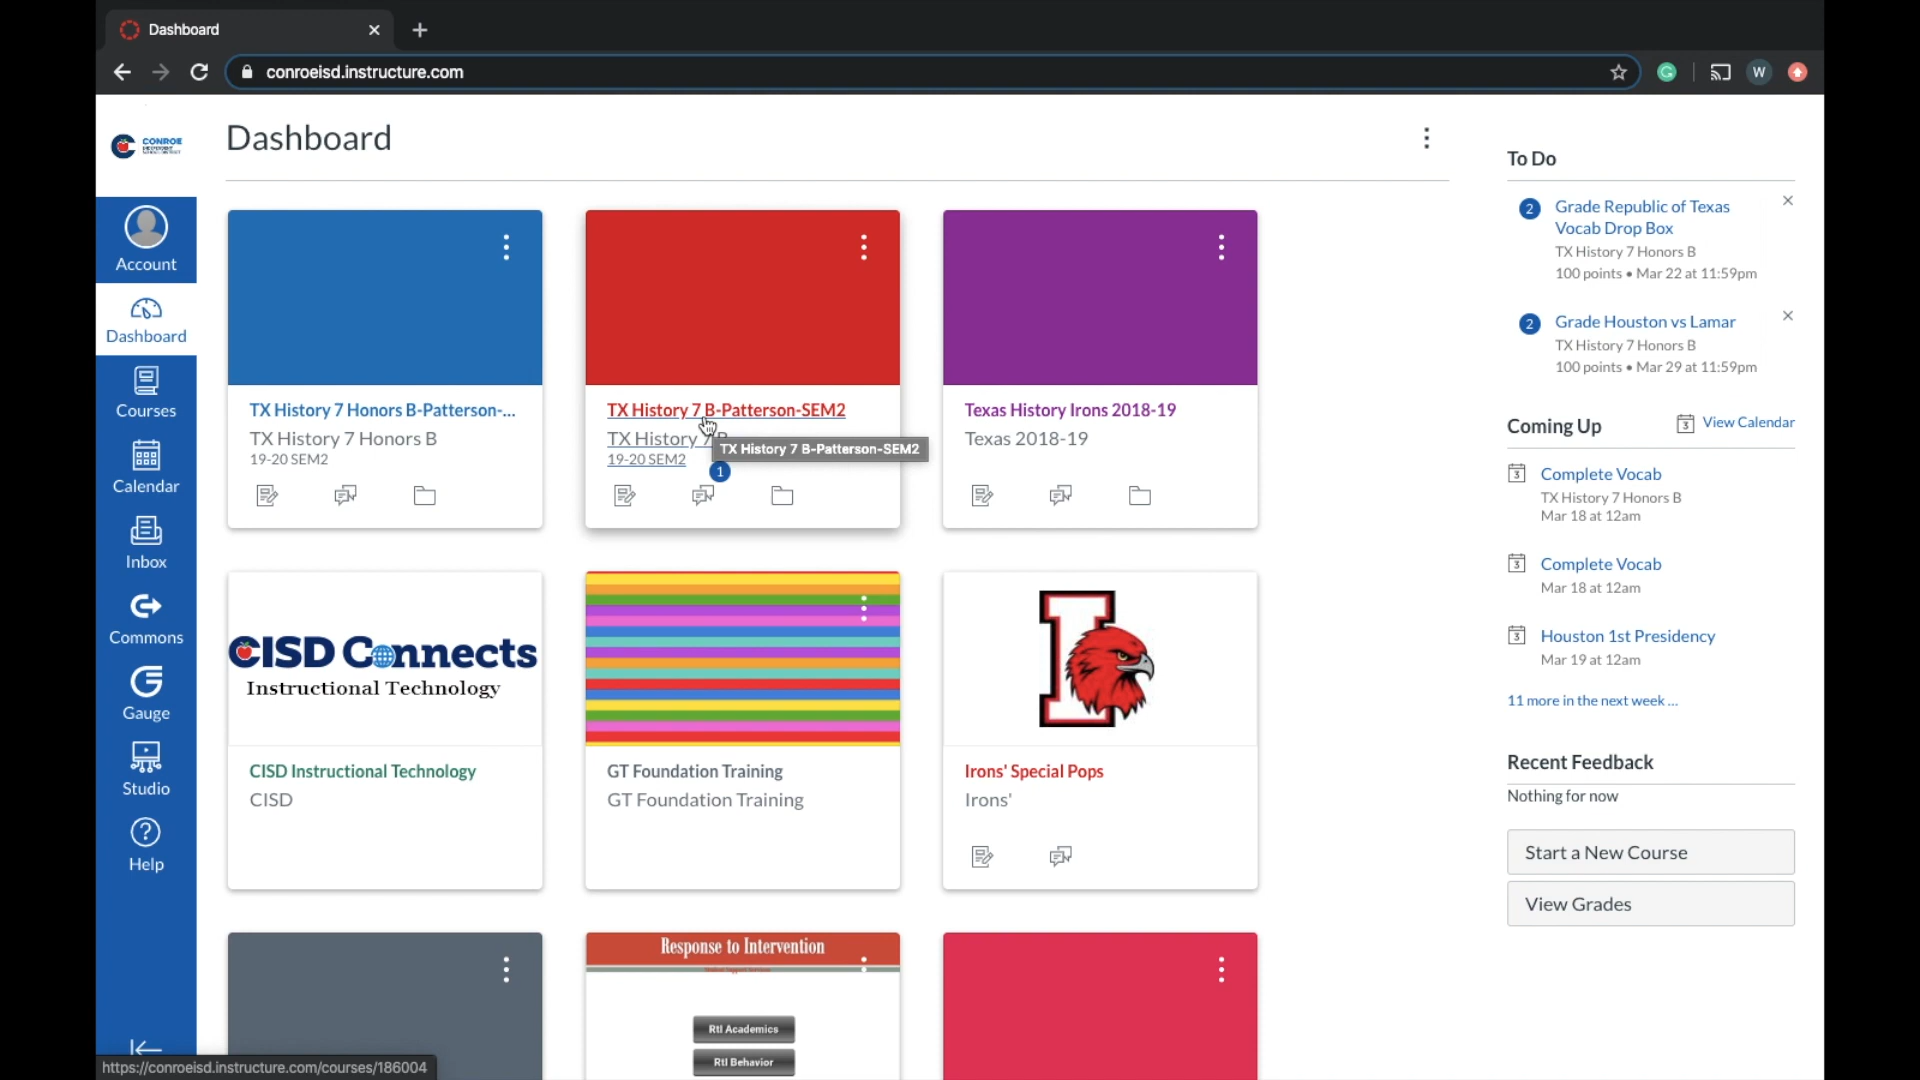 Dashboard
conroeisd.instructure.com
W
CONROE
Dashboard
Account
Dashboard
Courses
Calendar
Inbox
Commons
Gauge
Studio
Help
TX History 7 Honors B-Patterson-...
TX History 7 Honors B
19-20 SEM2
TX History 7 B-Patterson-SEM2
TX History 7 B
TX History 7 B-Patterson-SEM2
19-20 SEM2
1
Texas History Irons 2018-19
Texas 2018-19
CISD Connects
Instructional Technology
CISD Instructional Technology
CISD
GT Foundation Training
GT Foundation Training
I
Irons' Special Pops
Irons'
Response to Intervention
RtI Academics
RtI Behavior
To Do
2
Grade Republic of Texas
Vocab Drop Box
TX History 7 Honors B
100 points • Mar 22 at 11:59pm
2
Grade Houston vs Lamar
TX History 7 Honors B
100 points • Mar 29 at 11:59pm
Coming Up
3 View Calendar
3 Complete Vocab
TX History 7 Honors B
Mar 18 at 12am
3 Complete Vocab
Mar 18 at 12am
3 Houston 1st Presidency
Mar 19 at 12am
11 more in the next week ...
Recent Feedback
Nothing for now
Start a New Course
View Grades
https://conroeisd.instructure.com/courses/186004